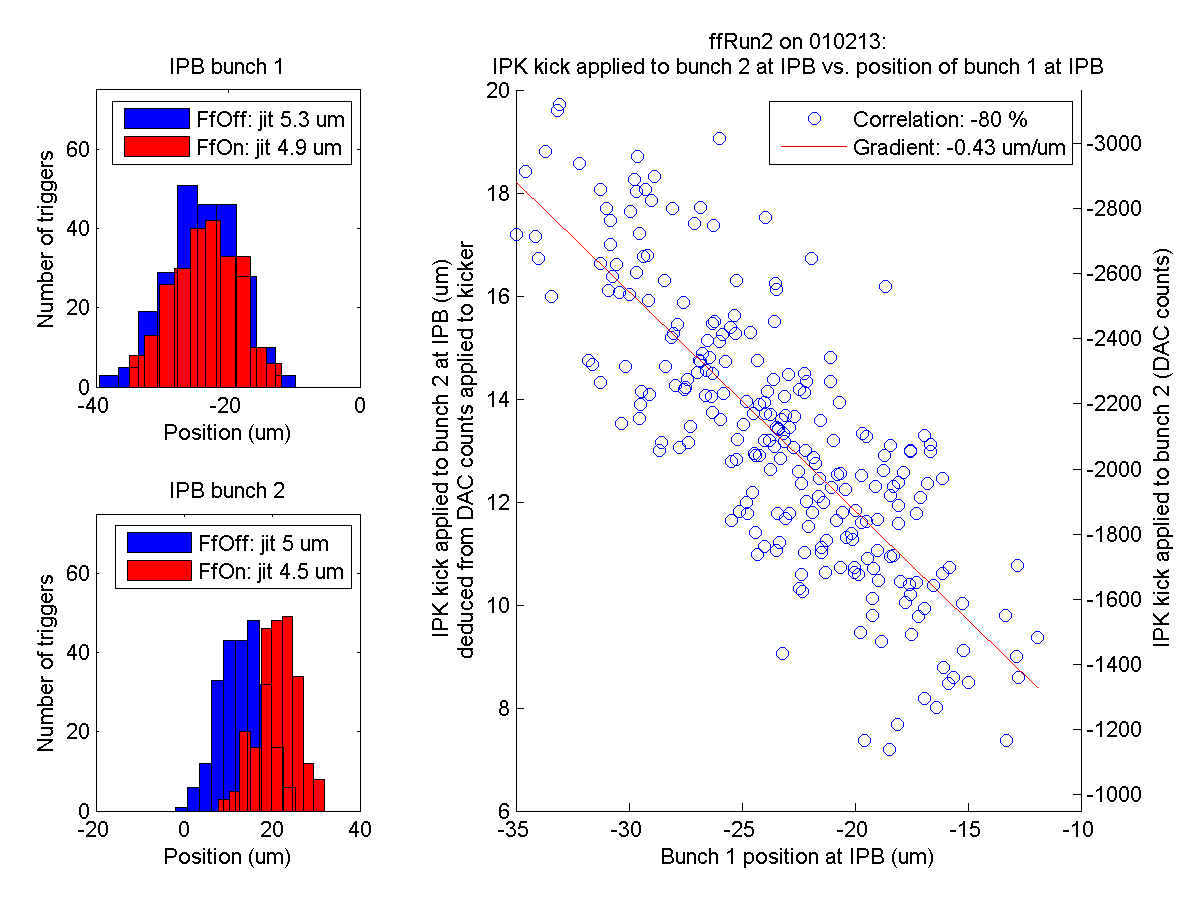 IPB bunch 1
FfOff: jit 5.3 um
FfOn: jit 4.9 um
Number of triggers
60
40
20
0
-40
-20
0
Position (um)
IPB bunch 2
FfOff: jit 5 um
FfOn: jit 4.5 um
Number of triggers
60
40
20
0
-20
0
20
40
Position (um)
ffRun2 on 010213:
IPK kick applied to bunch 2 at IPB vs. position of bunch 1 at IPB
Correlation: -80 %
Gradient: -0.43 um/um
IPK kick applied to bunch 2 at IPB (um)
deduced from DAC counts applied to kicker
20
18
16
14
12
10
8
6
-35
-30
-25
-20
-15
-10
Bunch 1 position at IPB (um)
-3000
-2800
-2600
-2400
-2200
-2000
-1800
-1600
-1400
-1200
-1000
IPK kick applied to bunch 2 (DAC counts)